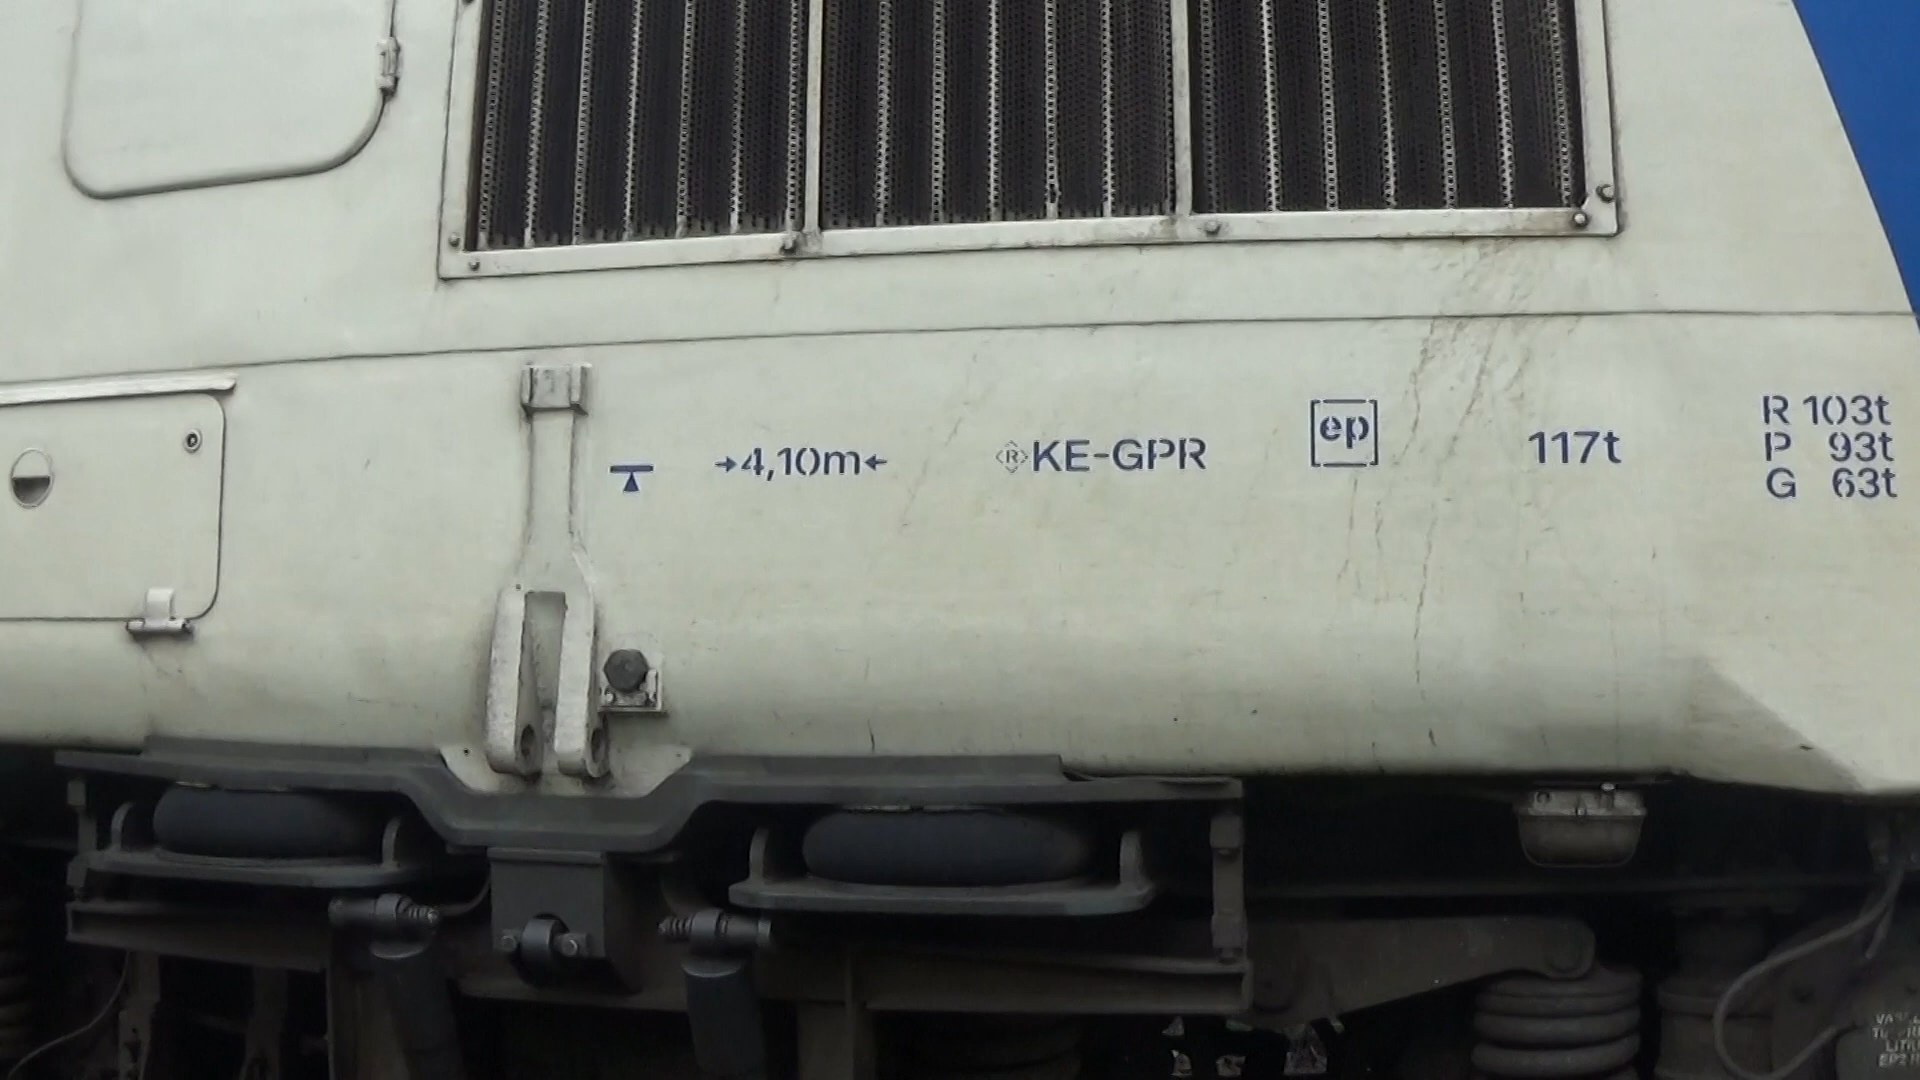 →4,10m←
R KE-GPR
ep
117t
R 103t
P 93t
G 63t